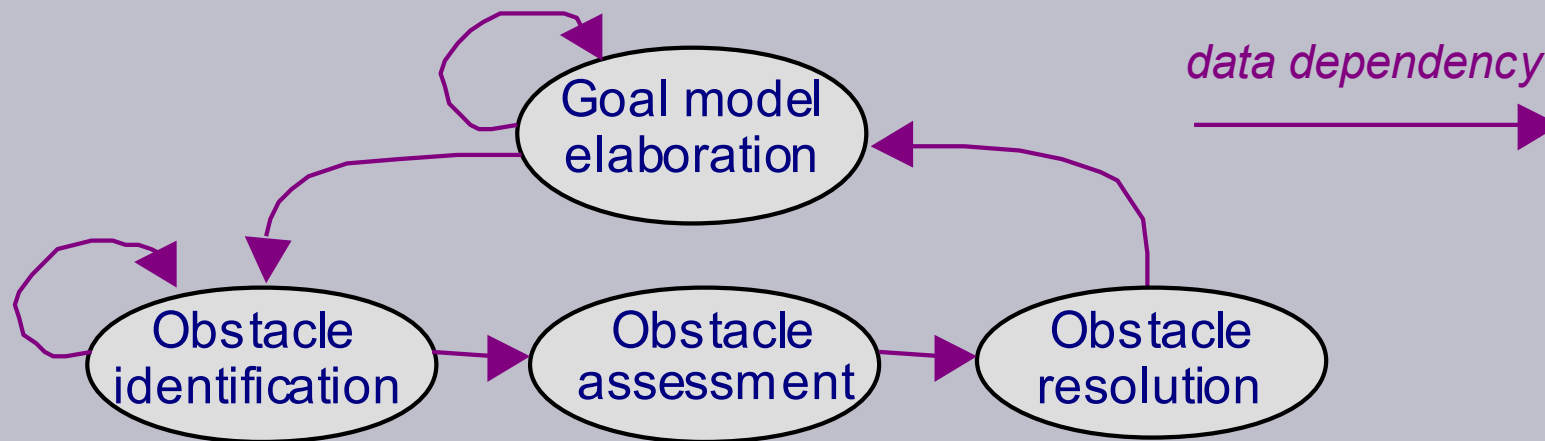 data dependency
Goal model
elaboration
Obstacle
identification
Obstacle
assessment
Obstacle
resolution